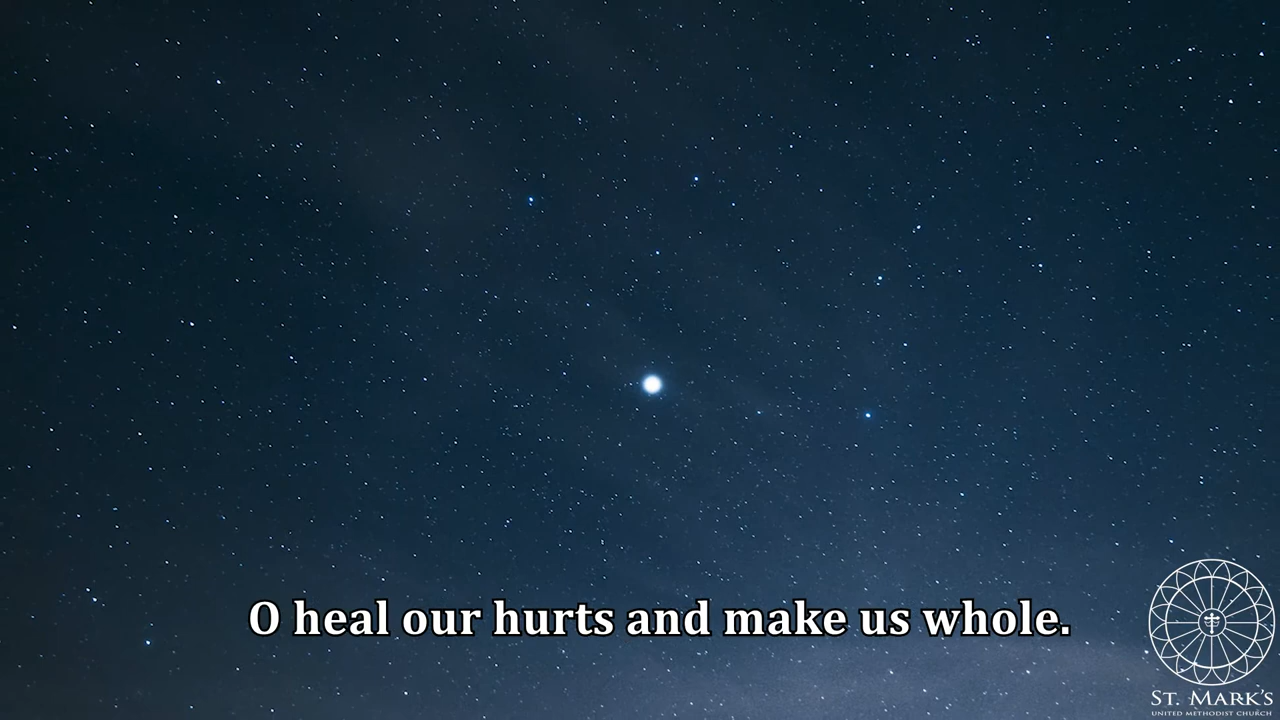 O heal our hurts and make us whole.
ST. MARK'S
UNITED METHODIST CHURCH